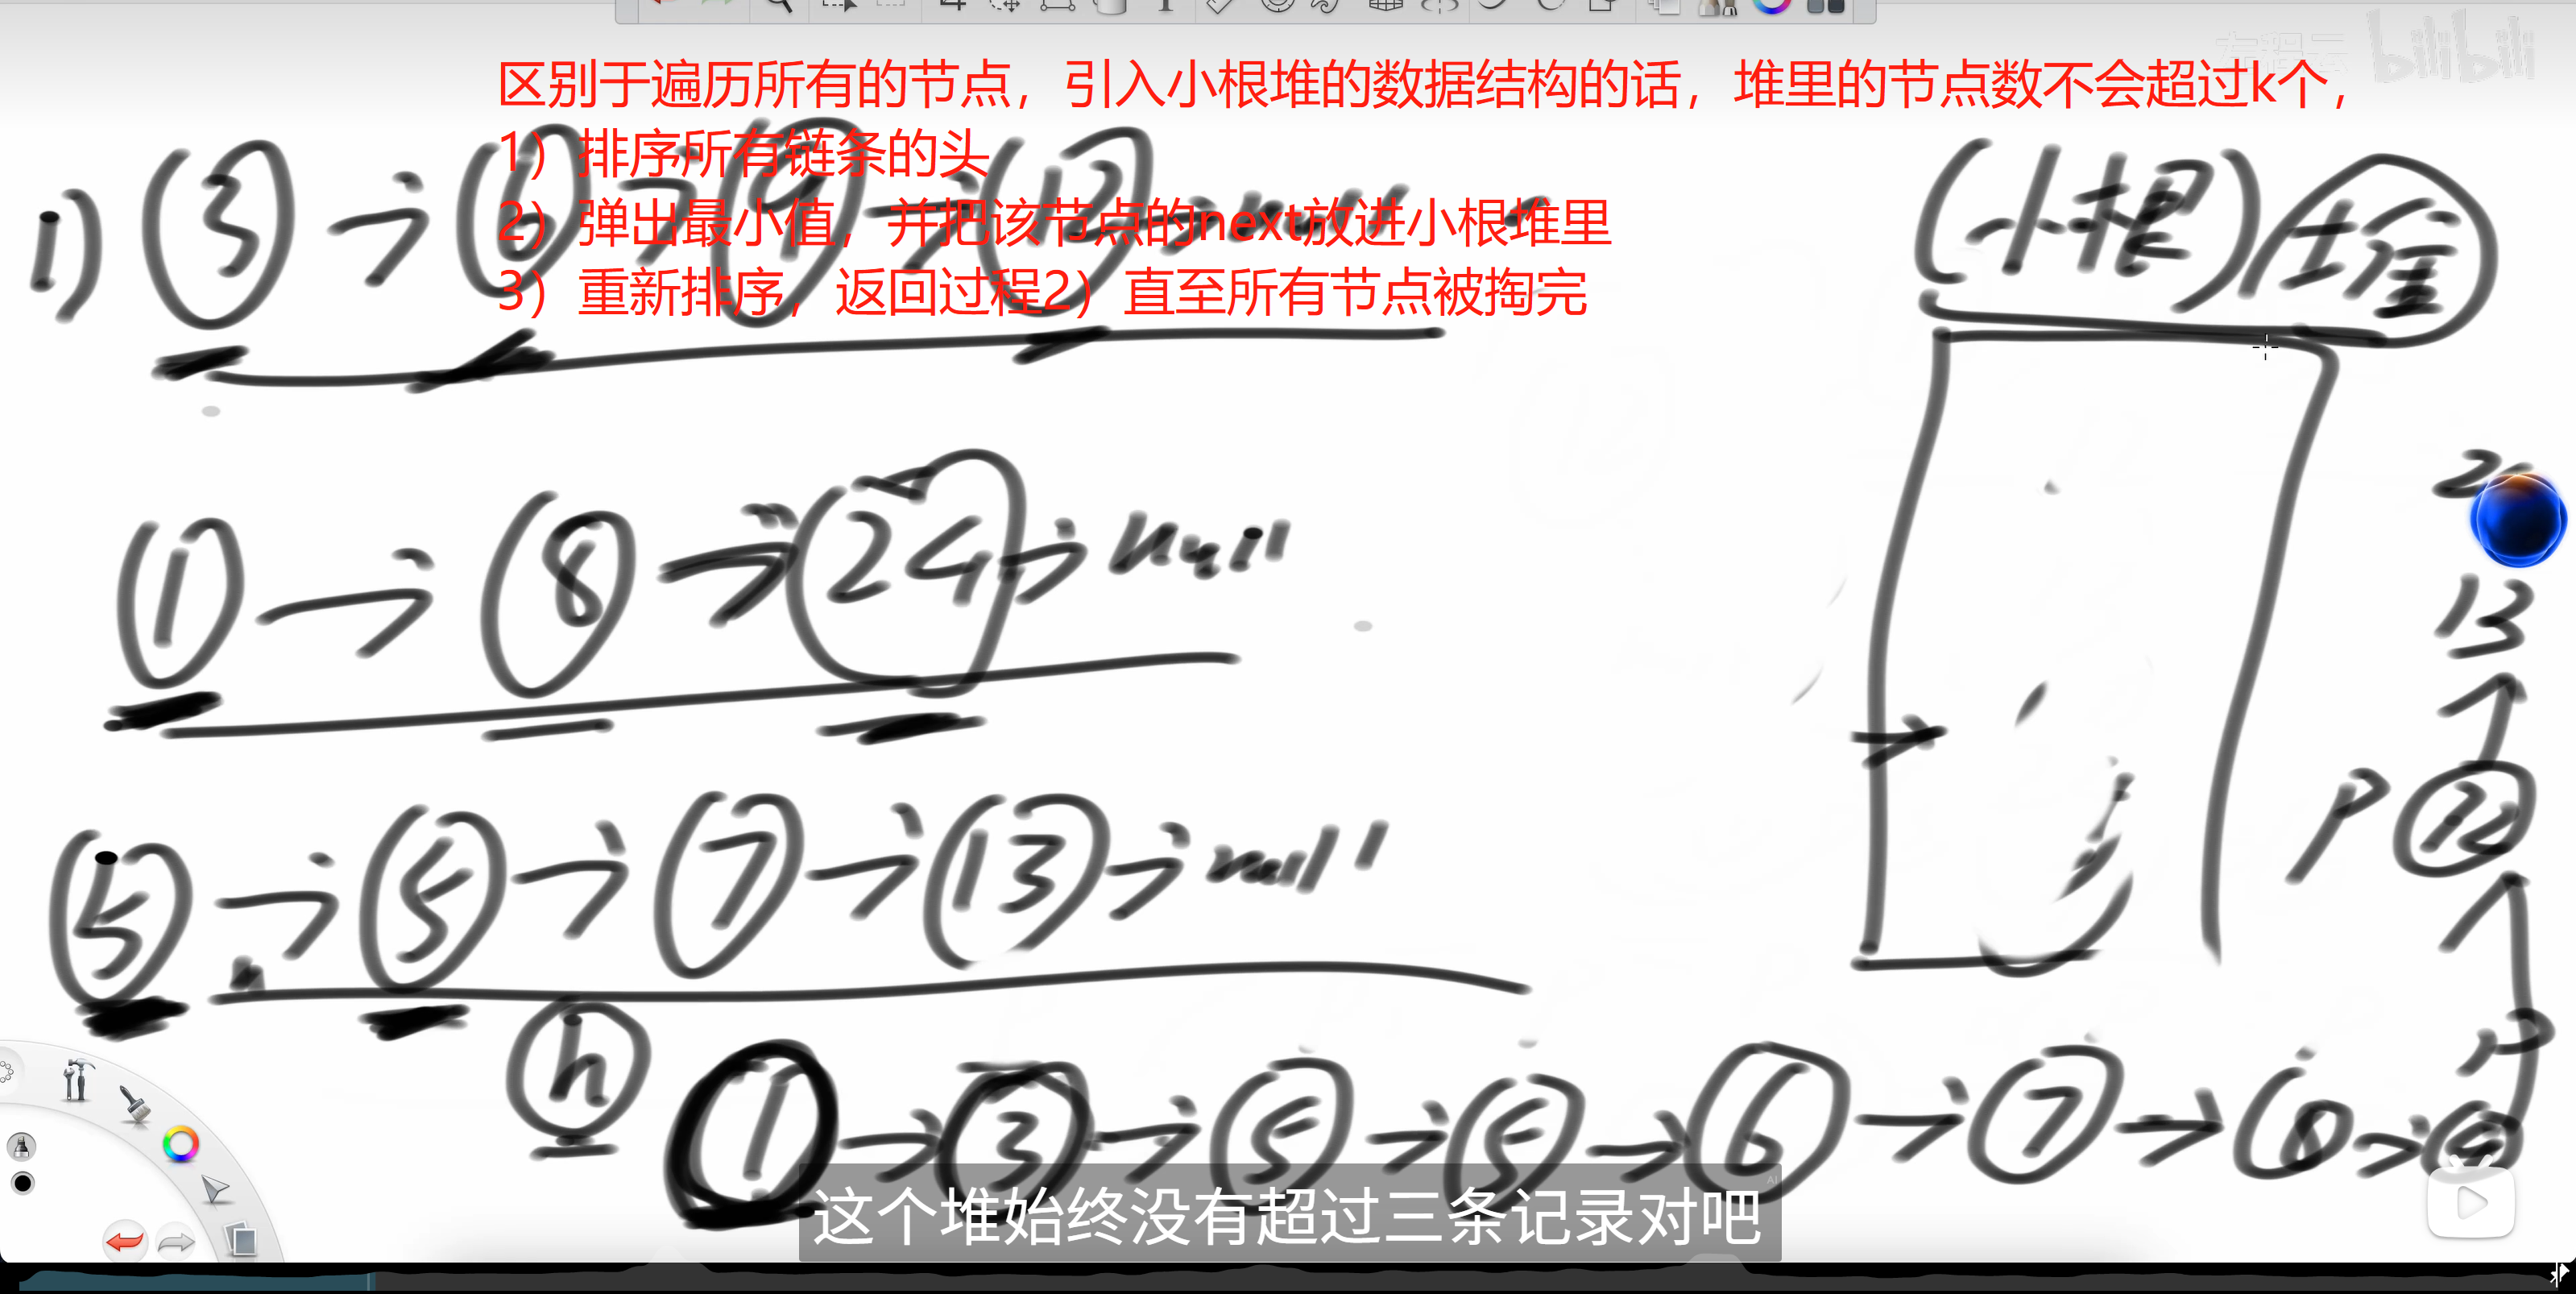 左程云 bilibili
区别于遍历所有的节点，引入小根堆的数据结构的话，堆里的节点数不会超过k个，
1）排序所有链条的头
2）弹出最小值，并把该节点的next放进小根堆里
3）重新排序，返回过程2）直至所有节点被掏完
1) 3 → 6 → 9 → 12 → null
(小根)堆
1 → 8 → 24 → null
13
P 12
5 → 5 → 7 → 13 → null
h
P
1 → 3 → 5 → 5 → 6 → 7 → 8 → 9
这个堆始终没有超过三条记录对吧
AI